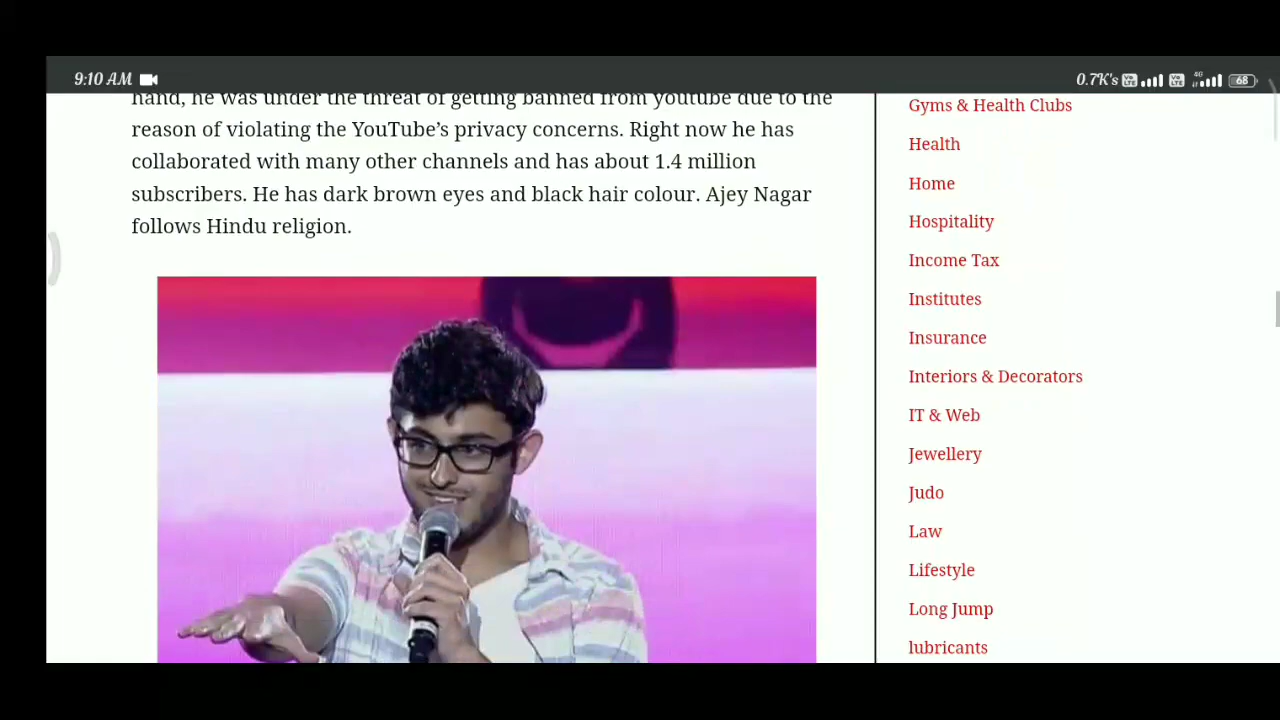 9:10 AM
0.7K's
4G
68
hand, he was under the threat of getting banned from youtube due to the
reason of violating the YouTube's privacy concerns. Right now he has
collaborated with many other channels and has about 1.4 million
subscribers. He has dark brown eyes and black hair colour. Ajey Nagar
follows Hindu religion.
Gyms & Health Clubs
Health
Home
Hospitality
Income Tax
Institutes
Insurance
Interiors & Decorators
IT & Web
Jewellery
Judo
Law
Lifestyle
Long Jump
lubricants